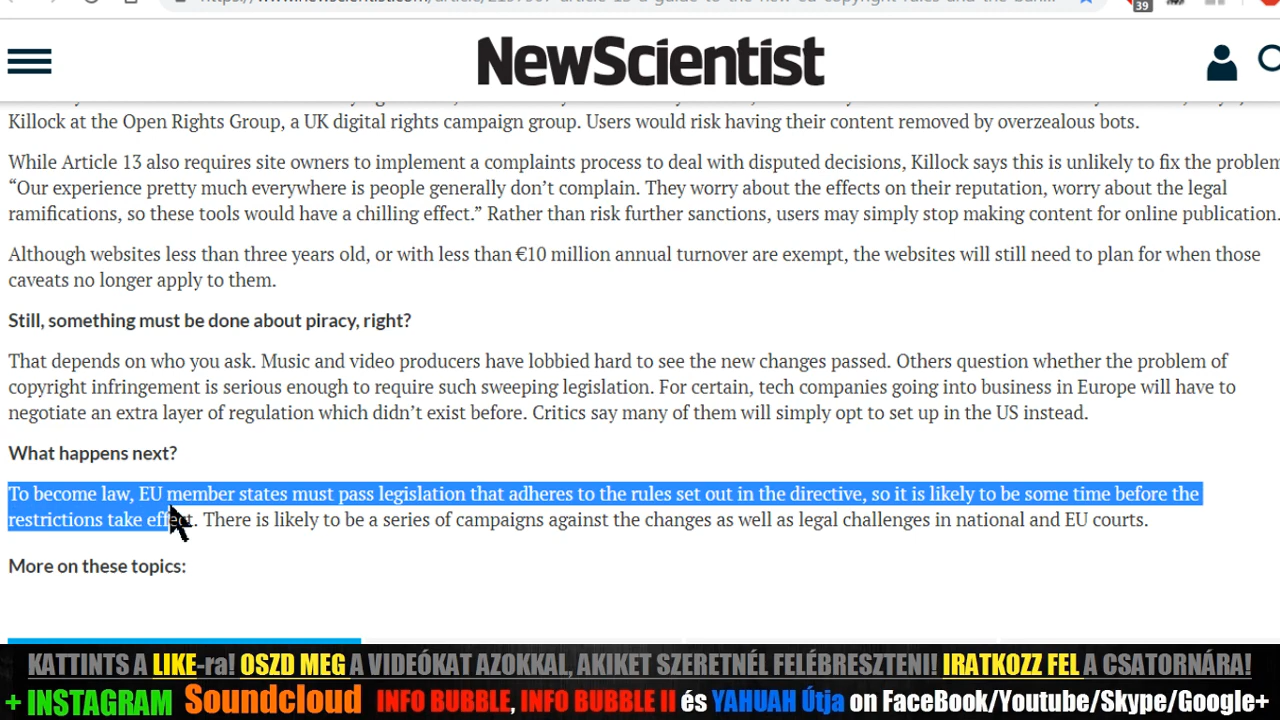 39
NewScientist
Killock at the Open Rights Group, a UK digital rights campaign group. Users would risk having their content removed by overzealous bots.
While Article 13 also requires site owners to implement a complaints process to deal with disputed decisions, Killock says this is unlikely to fix the problem
“Our experience pretty much everywhere is people generally don’t complain. They worry about the effects on their reputation, worry about the legal
ramifications, so these tools would have a chilling effect.” Rather than risk further sanctions, users may simply stop making content for online publication.
Although websites less than three years old, or with less than €10 million annual turnover are exempt, the websites will still need to plan for when those
caveats no longer apply to them.
Still, something must be done about piracy, right?
That depends on who you ask. Music and video producers have lobbied hard to see the new changes passed. Others question whether the problem of
copyright infringement is serious enough to require such sweeping legislation. For certain, tech companies going into business in Europe will have to
negotiate an extra layer of regulation which didn’t exist before. Critics say many of them will simply opt to set up in the US instead.
What happens next?
To become law, EU member states must pass legislation that adheres to the rules set out in the directive, so it is likely to be some time before the
restrictions take effect. There is likely to be a series of campaigns against the changes as well as legal challenges in national and EU courts.
More on these topics:
KATTINTS A LIKE-ra! OSZD MEG A VIDEÓKAT AZOKKAL, AKIKET SZERETNÉL FELÉBRESZTENI! IRATKOZZ FEL A CSATORNÁRA!
+ INSTAGRAM Soundcloud INFO BUBBLE, INFO BUBBLE II és YAHUAH Útja on FaceBook/Youtube/Skype/Google+